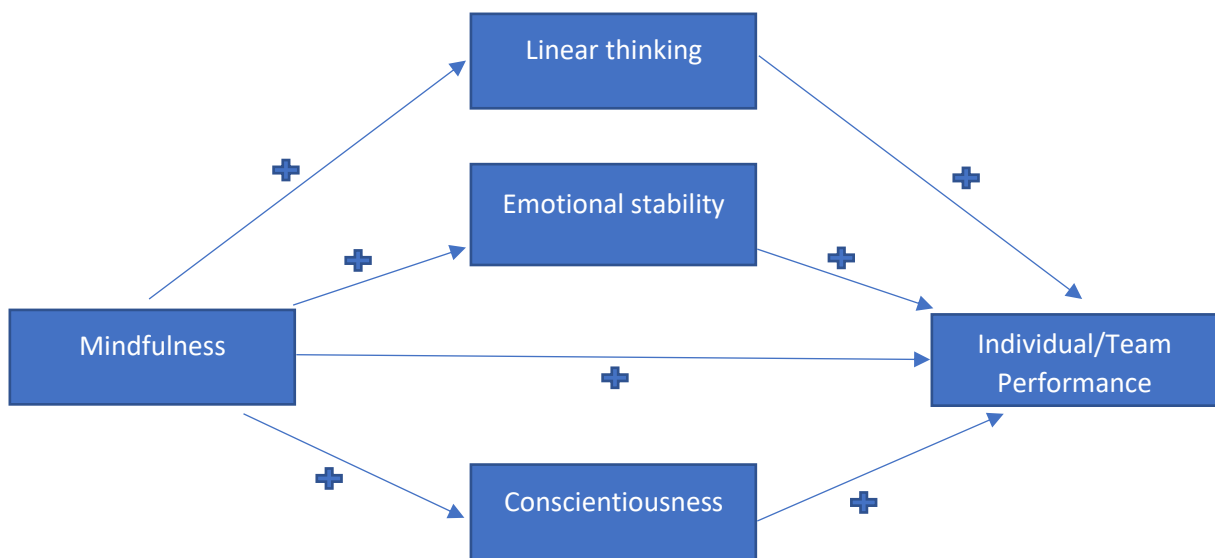 Linear thinking
Emotional stability
Mindfulness
Individual/Team
Performance
Conscientiousness